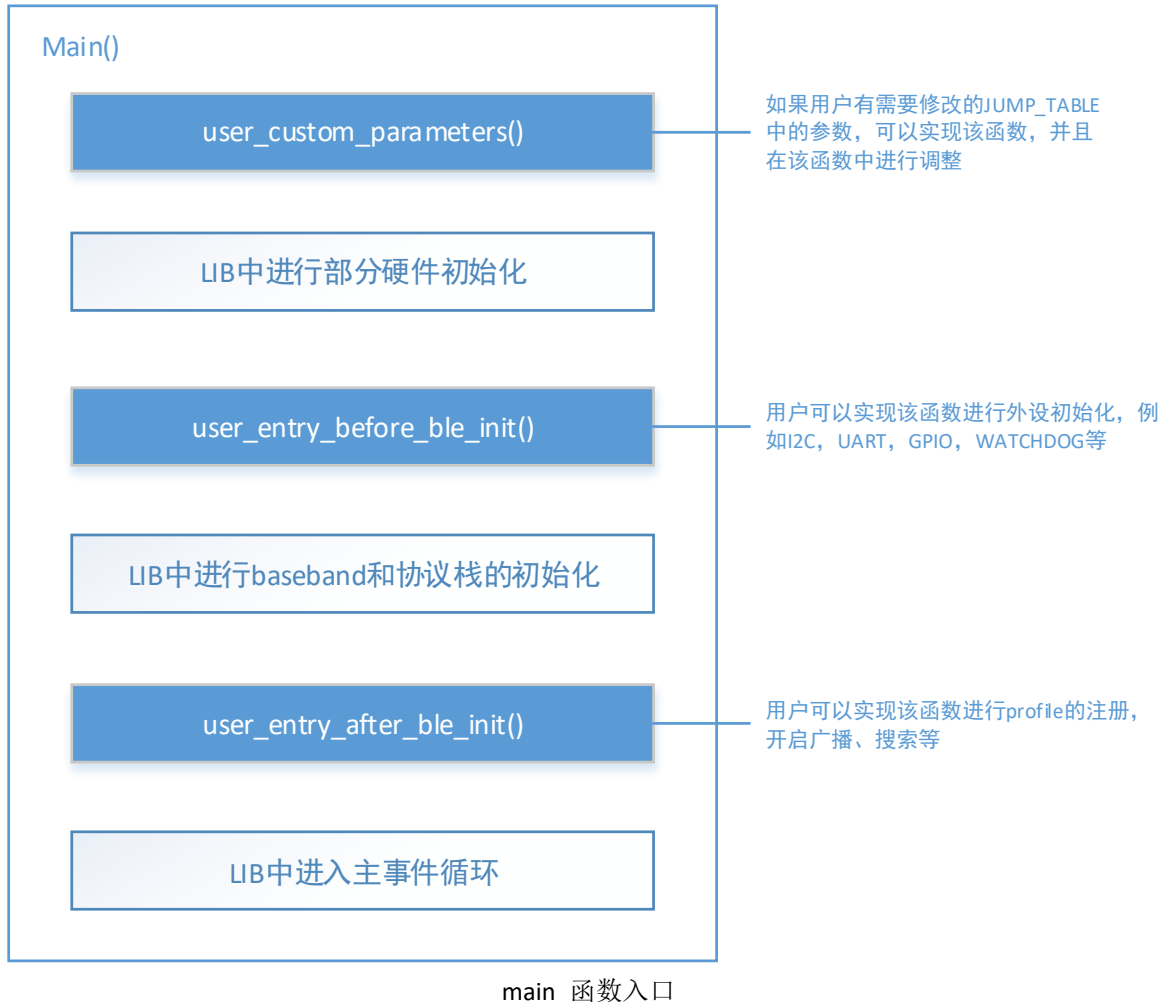 Main()
user_custom_parameters()
如果用户有需要修改的JUMP_TABLE
中的参数，可以实现该函数，并且
在该函数中进行调整
LIB中进行部分硬件初始化
user_entry_before_ble_init()
用户可以实现该函数进行外设初始化，例
如I2C，UART，GPIO，WATCHDOG等
LIB中进行baseband和协议栈的初始化
user_entry_after_ble_init()
用户可以实现该函数进行profile的注册，
开启广播、搜索等
LIB中进入主事件循环
main 函数入口